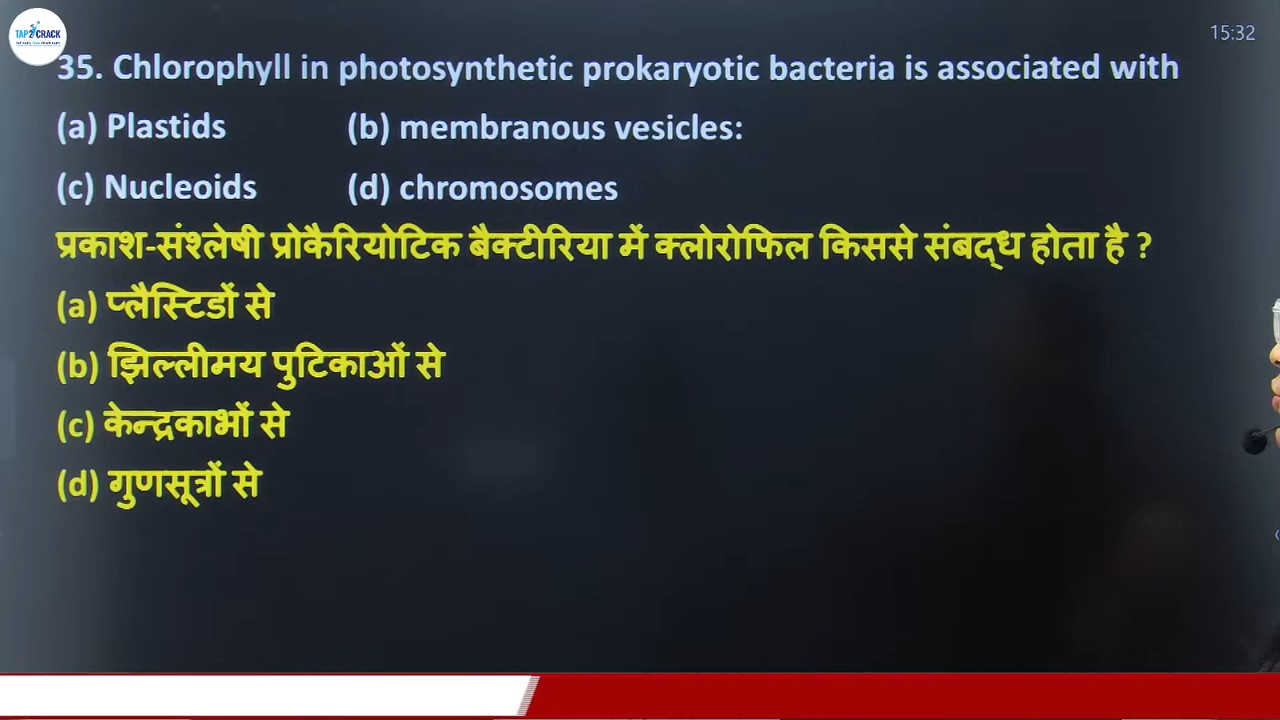 TAP2CRACK
15:32
35. Chlorophyll in photosynthetic prokaryotic bacteria is associated with
(a) Plastids (b) membranous vesicles:
(c) Nucleoids (d) chromosomes
प्रकाश-संश्लेषी प्रोकैरियोटिक बैक्टीरिया में क्लोरोफिल किससे संबद्ध होता है ?
(a) प्लैस्टिडों से
(b) झिल्लीमय पुटिकाओं से
(c) केन्द्रकाभों से
(d) गुणसूत्रों से